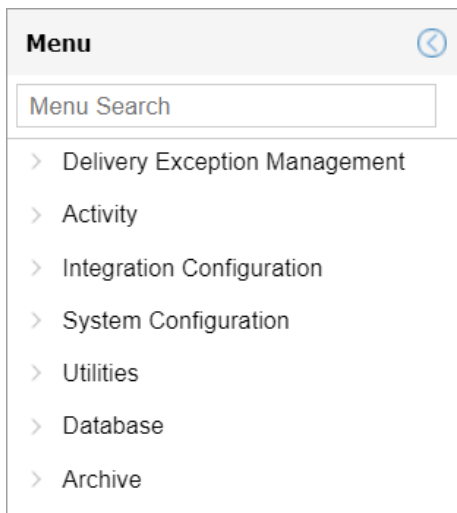 Menu
Menu Search
Delivery Exception Management
Activity
Integration Configuration
System Configuration
Utilities
Database
Archive